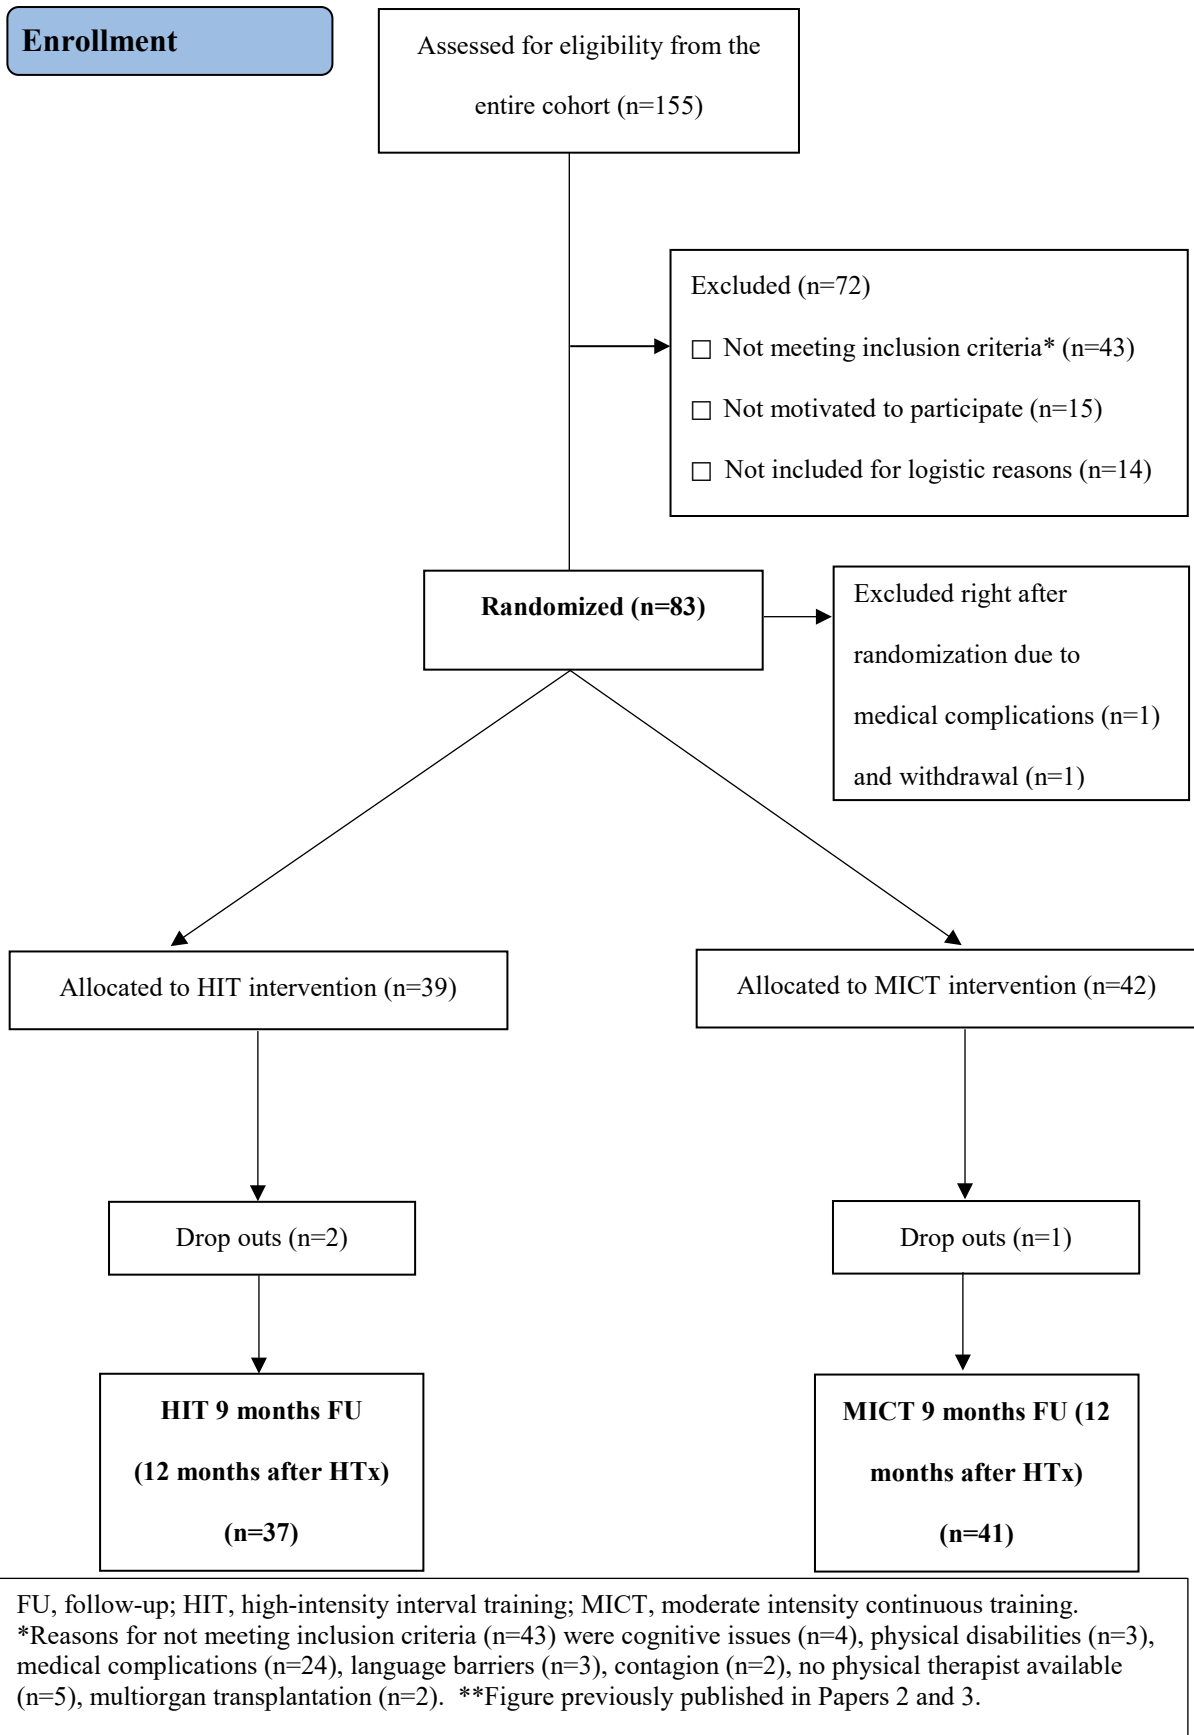 Enrollment
Assessed for eligibility from the
entire cohort (n=155)
Excluded (n=72)
□ Not meeting inclusion criteria* (n=43)
□ Not motivated to participate (n=15)
□ Not included for logistic reasons (n=14)
Randomized (n=83)
Excluded right after
randomization due to
medical complications (n=1)
and withdrawal (n=1)
Allocated to HIT intervention (n=39)
Allocated to MICT intervention (n=42)
Drop outs (n=2)
Drop outs (n=1)
HIT 9 months FU
(12 months after HTx)
(n=37)
MICT 9 months FU (12
months after HTx)
(n=41)
FU, follow-up; HIT, high-intensity interval training; MICT, moderate intensity continuous training.
*Reasons for not meeting inclusion criteria (n=43) were cognitive issues (n=4), physical disabilities (n=3),
medical complications (n=24), language barriers (n=3), contagion (n=2), no physical therapist available
(n=5), multiorgan transplantation (n=2).  **Figure previously published in Papers 2 and 3.